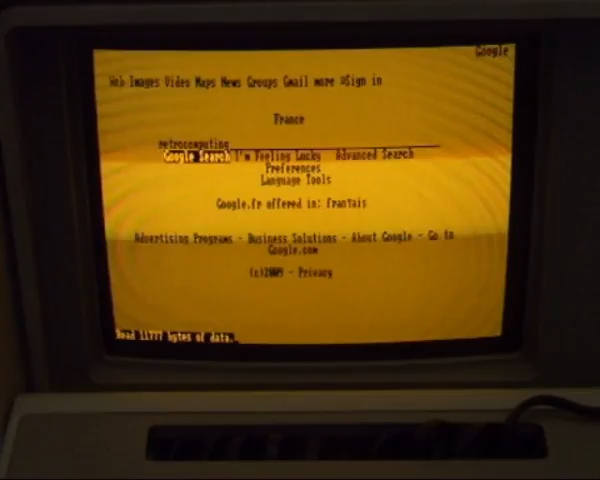 Google
Web Images Video Maps News Groups Gmail more »Sign in
France
retrocomputing
Google Search I'm Feeling Lucky Advanced Search
Preferences
Language Tools
Google.fr offered in: français
Advertising Programs - Business Solutions - About Google - Go to
Google.com
(c)2009 - Privacy
Read 11777 bytes of data.